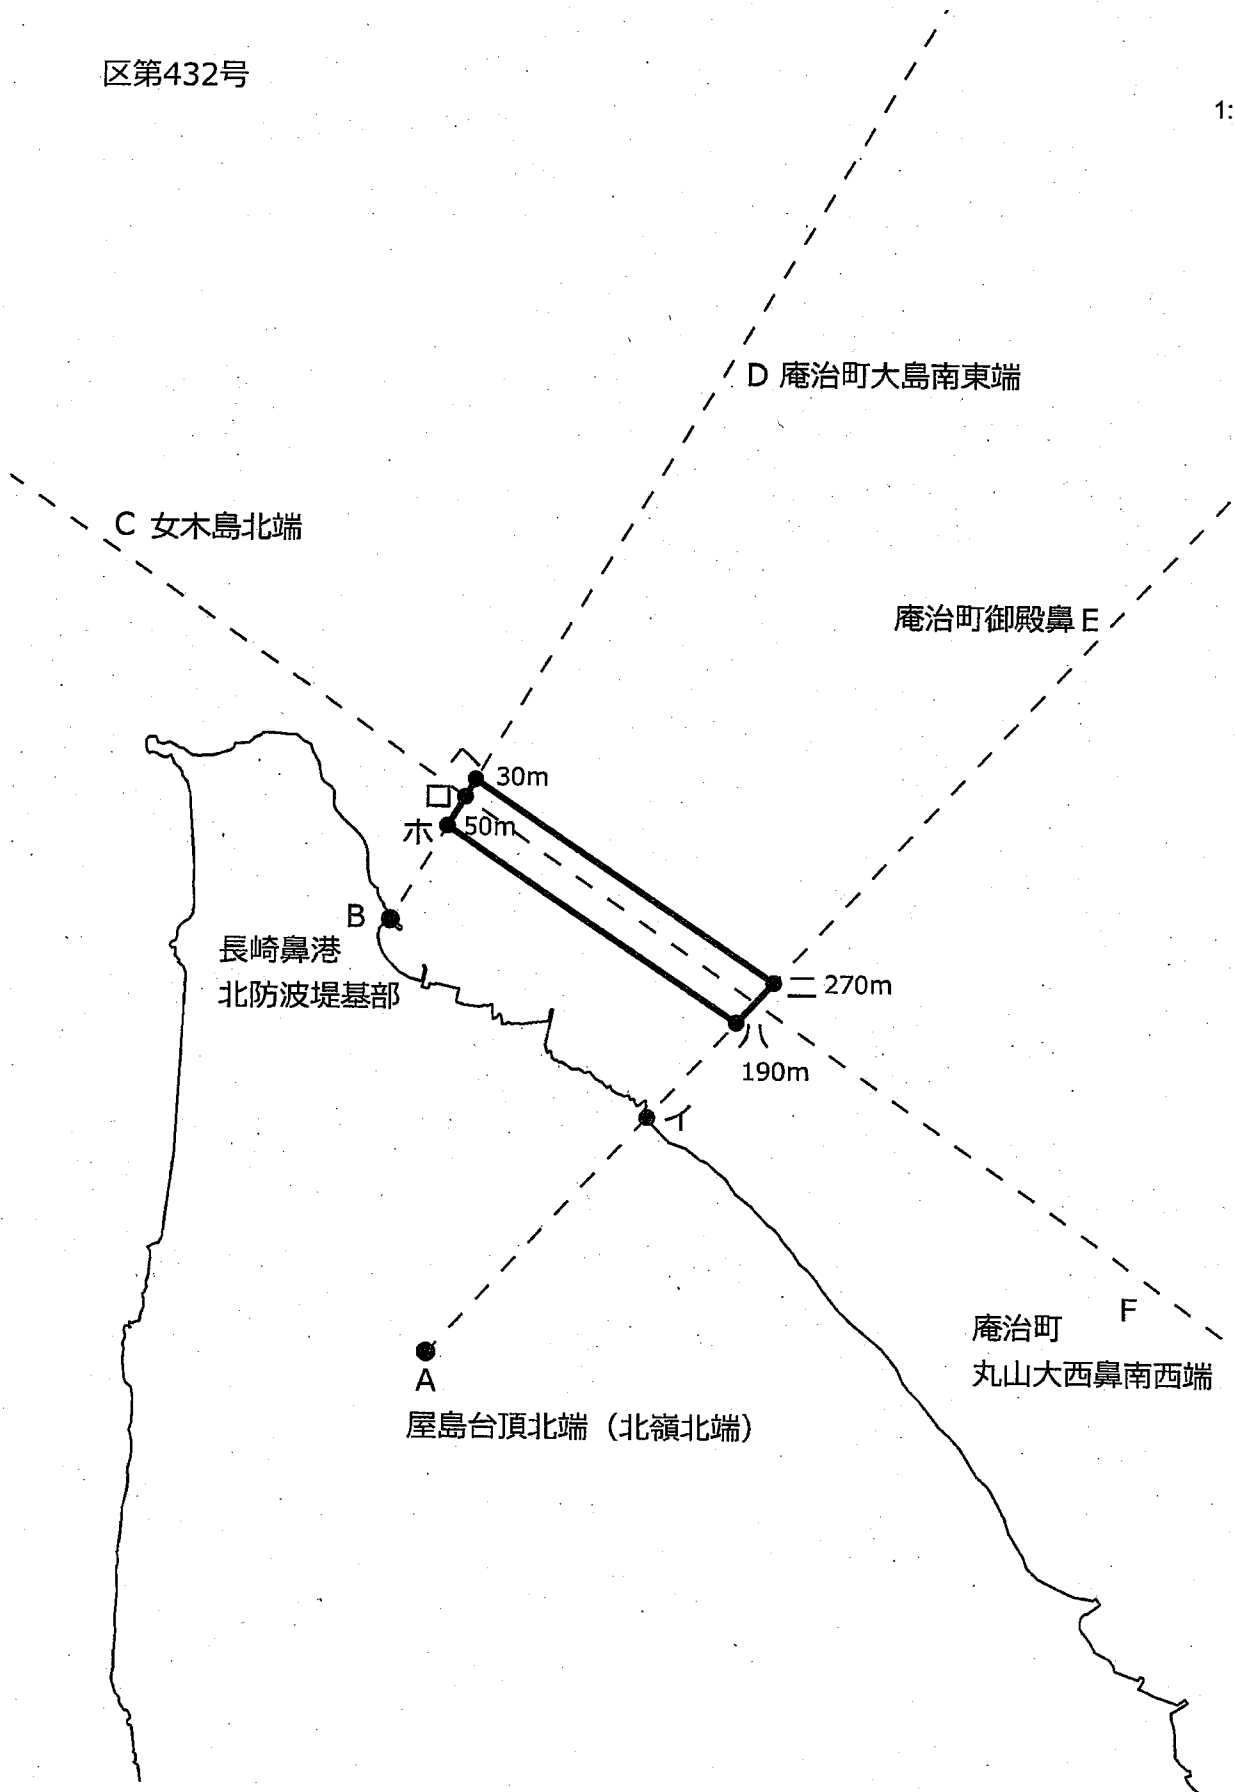 区第432号
1:
D 庵治町大島南東端
C 女木島北端
庵治町御殿鼻E
ヘ
30m
ロ
ホ
50m
B
長崎鼻港
北防波堤基部
ニ 270m
ハ
190m
イ
F
庵治町
丸山大西鼻南西端
A
屋島台頂北端（北嶺北端）